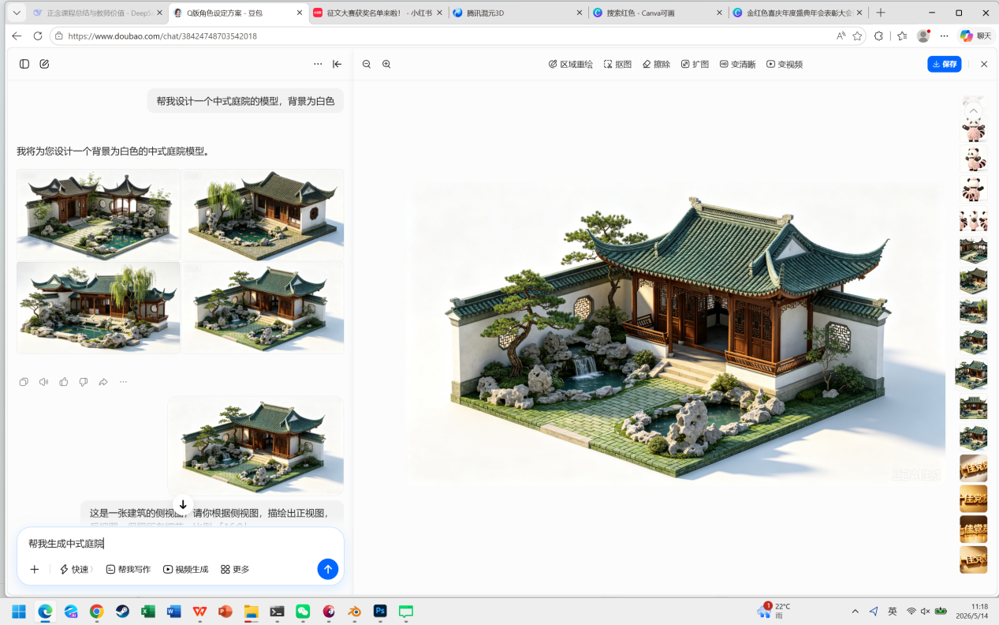 正念课程总结与教师价值 - DeepS
Q版角色设定方案 - 豆包
征文大赛获奖名单来啦！ - 小红书
腾讯混元3D
搜索红色 - Canva可画
金红色喜庆年度盛典年会表彰大会
https://www.doubao.com/chat/38424748703542018
聊天
区域重绘
抠图
擦除
扩图
变清晰
变视频
保存
帮我设计一个中式庭院的模型，背景为白色
我将为您设计一个背景为白色的中式庭院模型。
这是一张建筑的侧视图，请你根据侧视图，描绘出正视图，
帮我生成中式庭院
快速
帮我写作
视频生成
更多
1
22°C
雨
英
11:18
2026/5/14